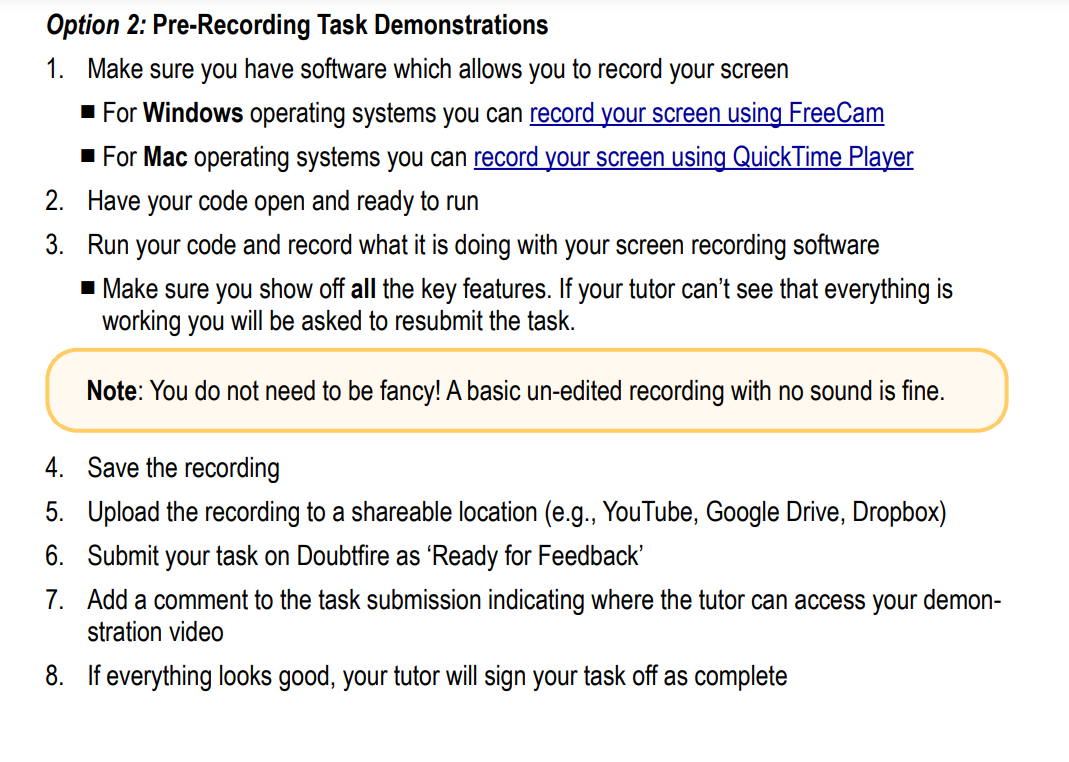 Option 2: Pre-Recording Task Demonstrations
1. Make sure you have software which allows you to record your screen
■ For Windows operating systems you can record your screen using FreeCam
■ For Mac operating systems you can record your screen using QuickTime Player
2. Have your code open and ready to run
3. Run your code and record what it is doing with your screen recording software
■ Make sure you show off all the key features. If your tutor can’t see that everything is
working you will be asked to resubmit the task.
Note: You do not need to be fancy! A basic un-edited recording with no sound is fine.
4. Save the recording
5. Upload the recording to a shareable location (e.g., YouTube, Google Drive, Dropbox)
6. Submit your task on Doubtfire as ‘Ready for Feedback’
7. Add a comment to the task submission indicating where the tutor can access your demon-
stration video
8. If everything looks good, your tutor will sign your task off as complete